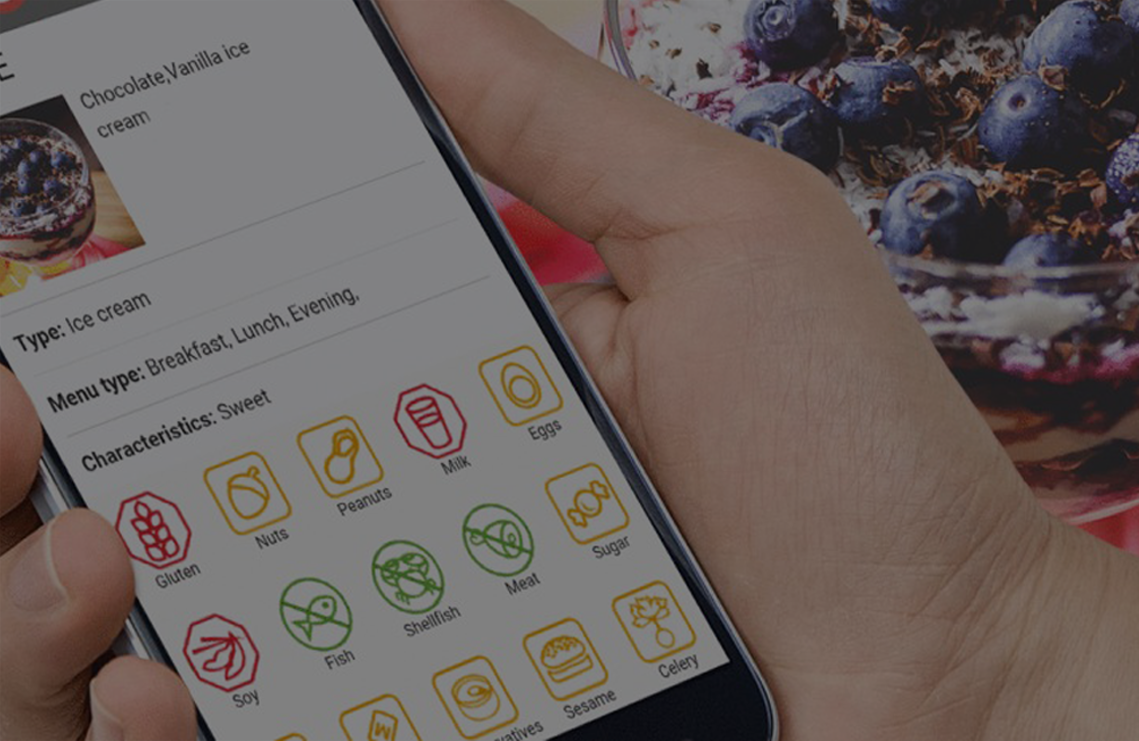 E
Chocolate,Vanilla ice
cream
Type: Ice cream
Menu type: Breakfast, Lunch, Evening,
Characteristics: Sweet
Gluten
Nuts
Peanuts
Milk
Eggs
Soy
Fish
Shellfish
Meat
Sugar
vatives
Sesame
Celery